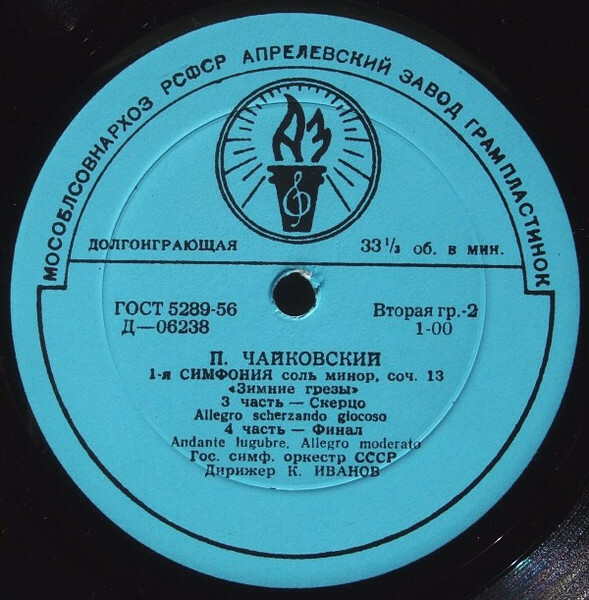 МОСОБЛСОВНАРХОЗ РСФСР АПРЕЛЕВСКИЙ ЗАВОД ГРАМПЛАСТИНОК
АЗ
ДОЛГОИГРАЮЩАЯ 33 1/3 об. в мин.
ГОСТ 5289-56 Вторая гр.-2
Д—06238 1-00
П. ЧАЙКОВСКИЙ
1-я СИМФОНИЯ соль минор, соч. 13
«Зимние грезы»
3 часть — Скерцо
Allegro scherzando giocoso
4 часть — Финал
Andante lugubre, Allegro moderato
Гос. симф. оркестр СССР
Дирижер К. ИВАНОВ